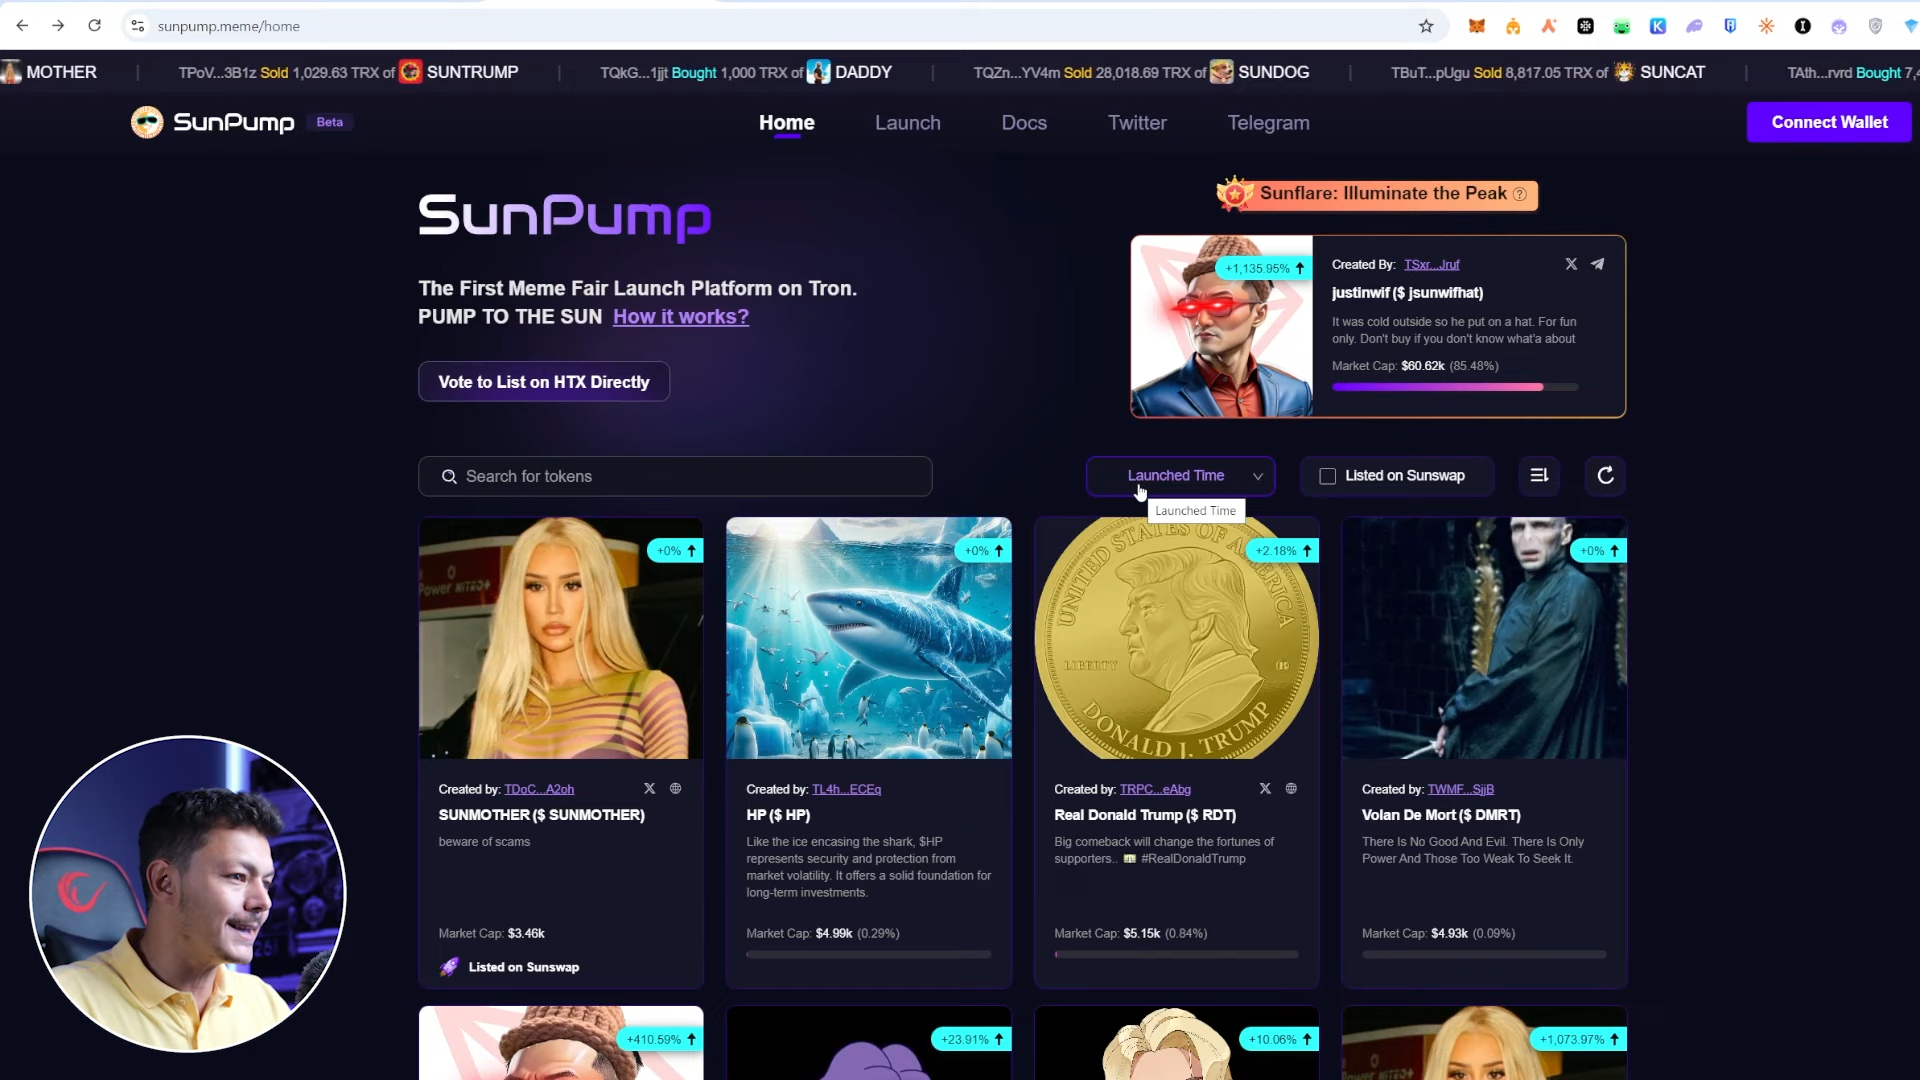 sunpump.meme/home
MOTHER
TPoV...3B1z Sold 1,029.63 TRX of SUNTRUMP
TQkG...1jjt Bought 1,000 TRX of DADDY
TQZn...YV4m Sold 28,018.69 TRX of SUNDOG
TBuT...pUgu Sold 8,817.05 TRX of SUNCAT
TAth...rvrd Bought 7,4
SunPump Beta
Home
Launch
Docs
Twitter
Telegram
Connect Wallet
SunPump
The First Meme Fair Launch Platform on Tron.
PUMP TO THE SUN How it works?
Vote to List on HTX Directly
Sunflare: Illuminate the Peak
+1,135.95%
Created By: TSxr...Jruf
justinwif ($ jsunwifhat)
It was cold outside so he put on a hat. For fun
only. Don't buy if you don't know what'a about
Market Cap: $60.62k (85.48%)
Search for tokens
Launched Time
Listed on Sunswap
Launched Time
+0%
Power NITRO+
Created by: TDoC...A2oh
SUNMOTHER ($ SUNMOTHER)
beware of scams
Market Cap: $3.46k
Listed on Sunswap
+0%
Created by: TL4h...ECEq
HP ($ HP)
Like the ice encasing the shark, $HP
represents security and protection from
market volatility. It offers a solid foundation for
long-term investments.
Market Cap: $4.99k (0.29%)
+2.18%
UNITED STATES OF AMERICA
LIBERTY
DONALD J. TRUMP
Created by: TRPC...eAbg
Real Donald Trump ($ RDT)
Big comeback will change the fortunes of
supporters.. 💵 #RealDonaldTrump
Market Cap: $5.15k (0.84%)
+0%
Created by: TWMF...SjjB
Volan De Mort ($ DMRT)
There Is No Good And Evil. There Is Only
Power And Those Too Weak To Seek It.
Market Cap: $4.93k (0.09%)
+410.59%
+23.91%
+10.06%
+1,073.97%